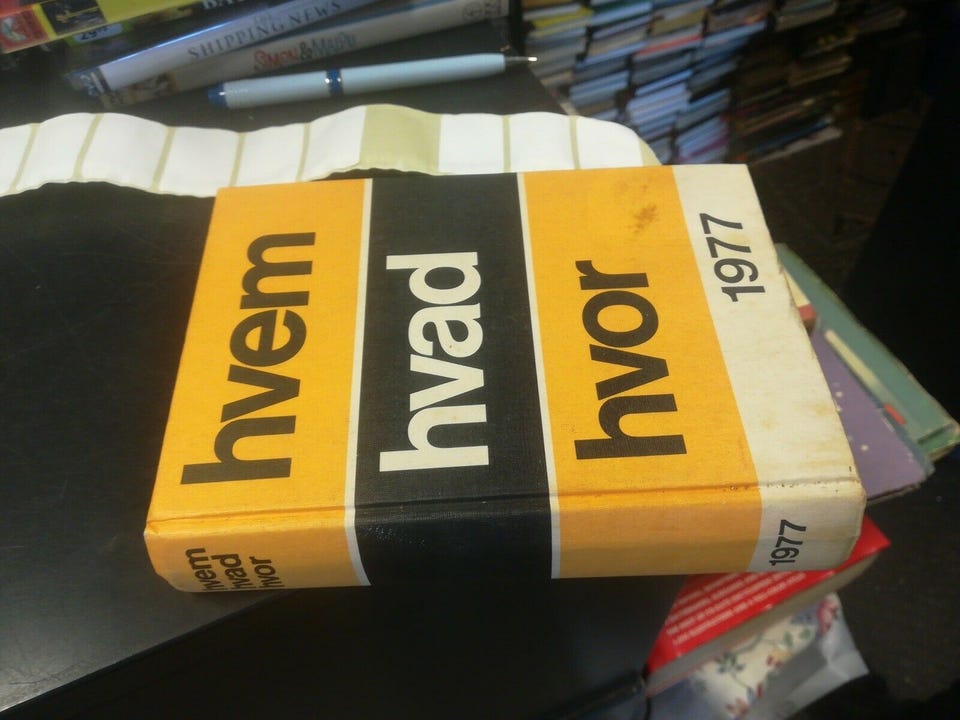 SHIPPING NEWS
hvem
hvad
hvor
1977
hvem
hvad
hvor
1977